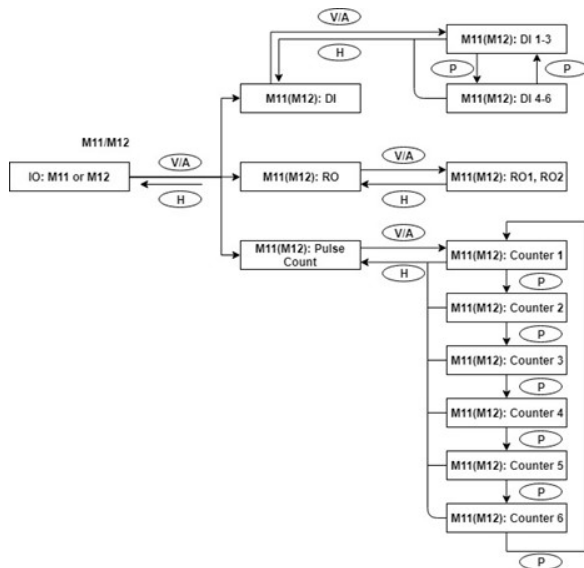 V/A
M11(M12): DI 1-3
H
P
P
M11(M12): DI
M11(M12): DI 4-6
M11/M12
V/A
V/A
IO: M11 or M12
M11(M12): RO
M11(M12): RO1, RO2
H
H
V/A
M11(M12): Pulse
Count
M11(M12): Counter 1
H
P
M11(M12): Counter 2
P
M11(M12): Counter 3
P
M11(M12): Counter 4
P
M11(M12): Counter 5
P
M11(M12): Counter 6
P